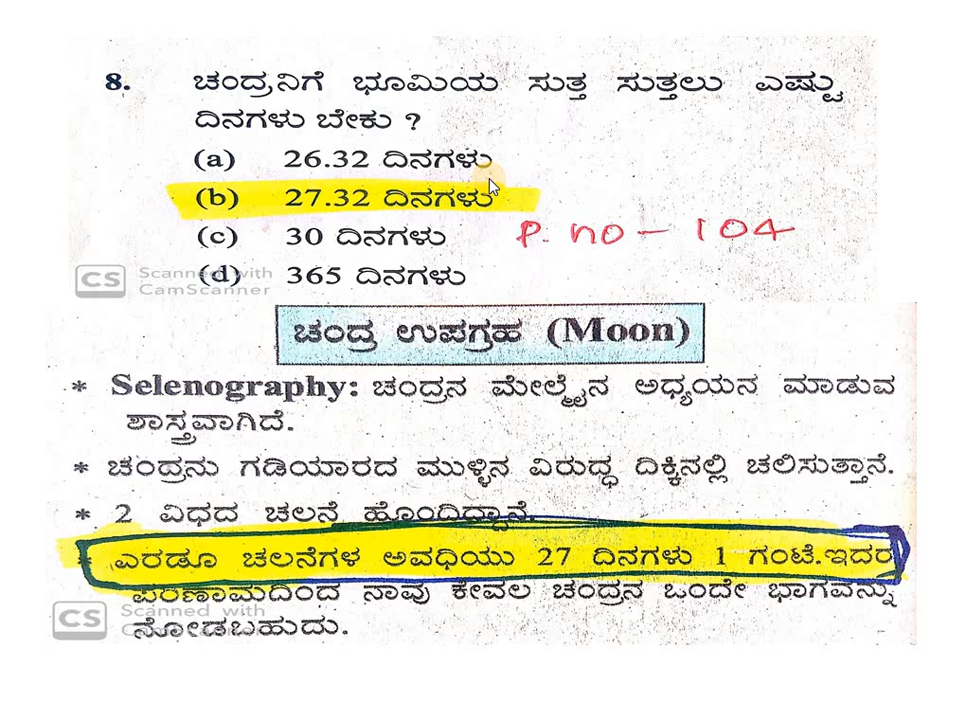 8. ಚಂದ್ರನಿಗೆ ಭೂಮಿಯ ಸುತ್ತ ಸುತ್ತಲು ಎಷ್ಟು
ದಿನಗಳು ಬೇಕು ?
(a) 26.32 ದಿನಗಳು
(b) 27.32 ದಿನಗಳು
(c) 30 ದಿನಗಳು
P. no - 104
(d) 365 ದಿನಗಳು
CS Scanned with
CamScanner
ಚಂದ್ರ ಉಪಗ್ರಹ (Moon)
* Selenography: ಚಂದ್ರನ ಮೇಲ್ಮೈನ ಅಧ್ಯಯನ ಮಾಡುವ
ಶಾಸ್ತ್ರವಾಗಿದೆ.
* ಚಂದ್ರನು ಗಡಿಯಾರದ ಮುಳ್ಳಿನ ವಿರುದ್ಧ ದಿಕ್ಕಿನಲ್ಲಿ ಚಲಿಸುತ್ತಾನೆ.
* 2 ವಿಧದ ಚಲನೆ ಹೊಂದಿದ್ದಾನೆ.
* ಎರಡೂ ಚಲನೆಗಳ ಅವಧಿಯು 27 ದಿನಗಳು 1 ಗಂಟೆ.ಇದರ
ಪರಿಣಾಮದಿಂದ ನಾವು ಕೇವಲ ಚಂದ್ರನ ಒಂದೇ ಭಾಗವನ್ನು
ನೋಡಬಹುದು.
CS Scanned with